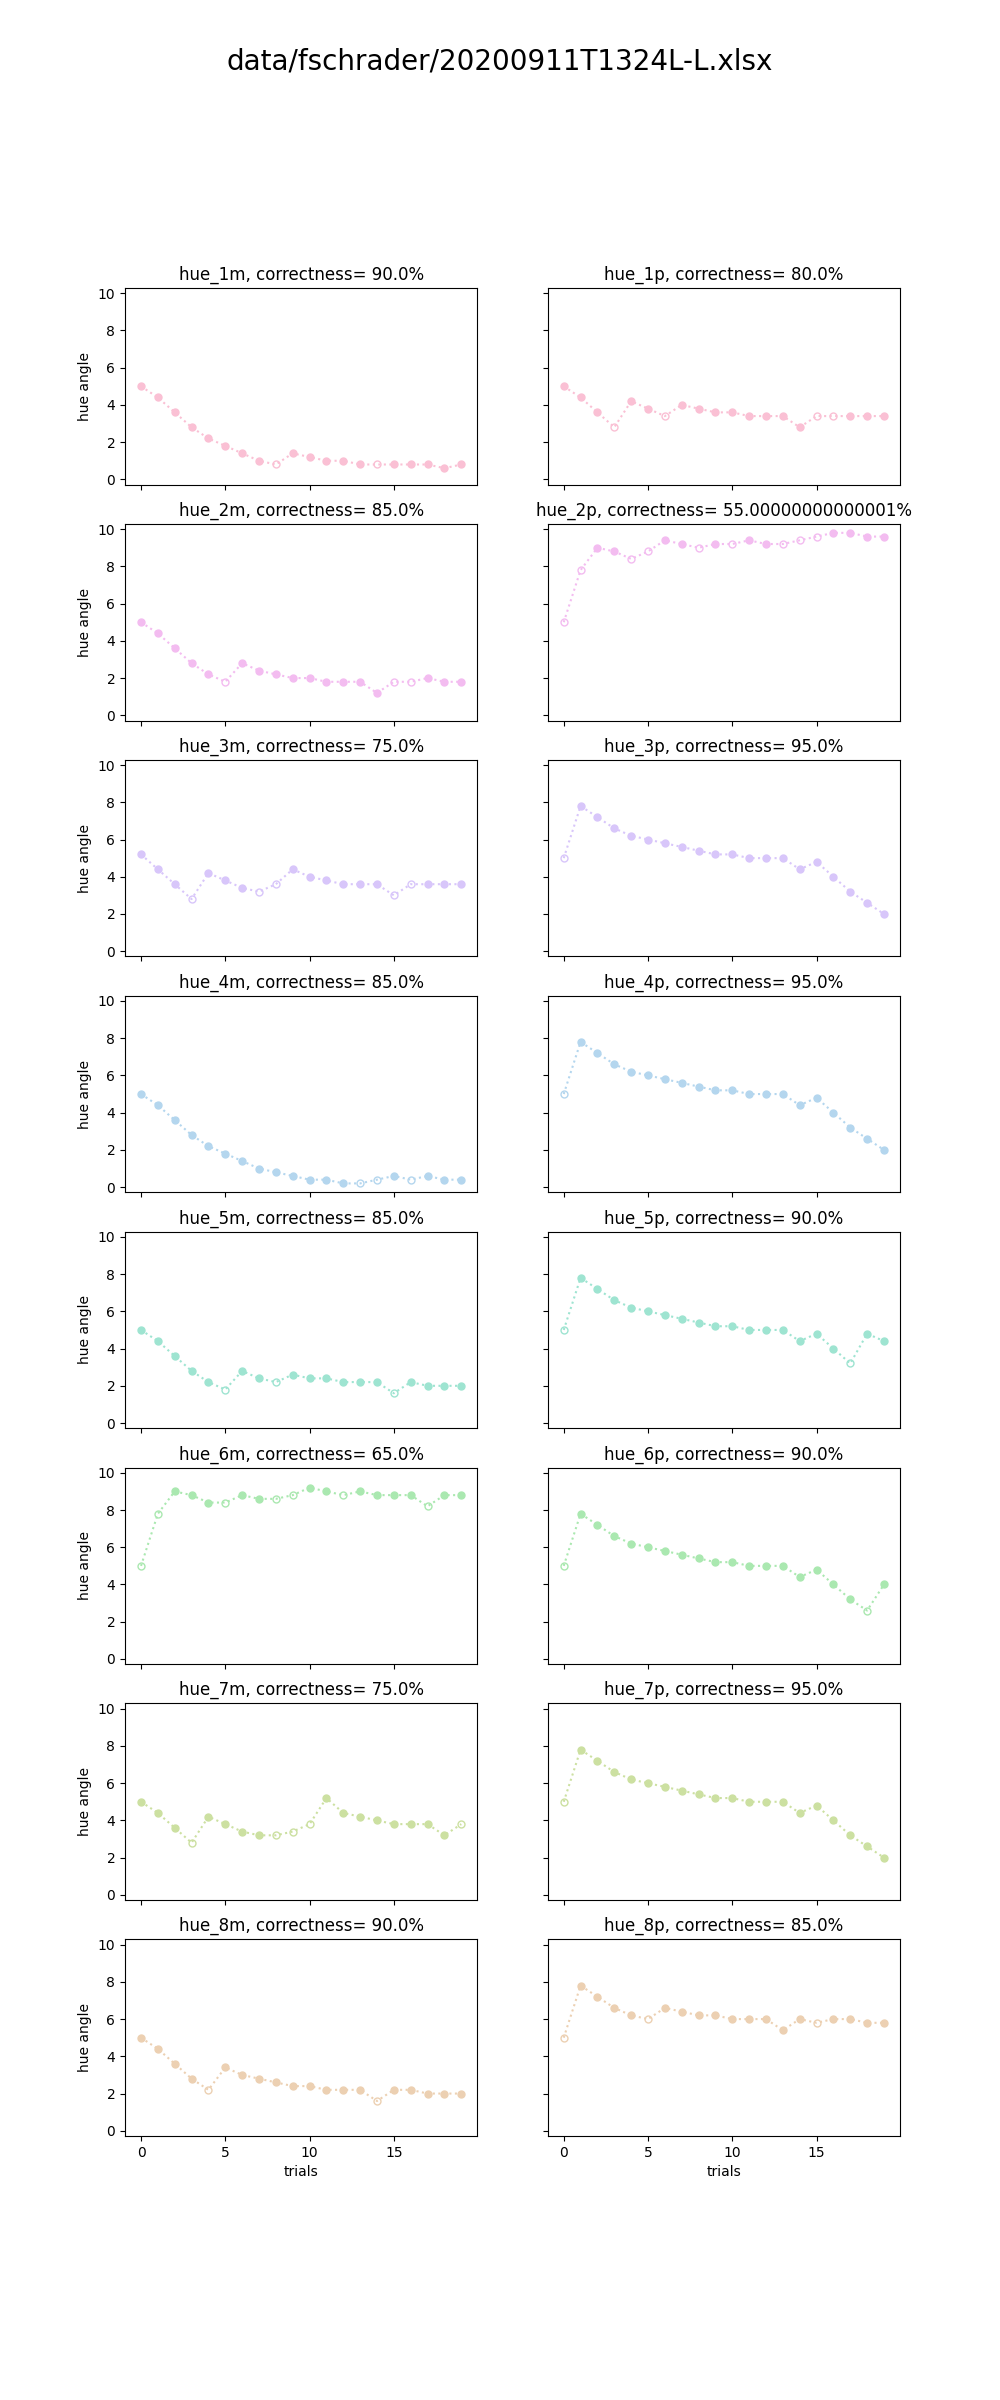 data/fschrader/20200911T1324L-L.xlsx
hue_1m, correctness= 90.0%
hue_1p, correctness= 80.0%
10
8
6
4
2
0
hue angle
hue_2m, correctness= 85.0%
hue_2p, correctness= 55.00000000000001%
10
8
6
4
2
0
hue angle
hue_3m, correctness= 75.0%
hue_3p, correctness= 95.0%
10
8
6
4
2
0
hue angle
hue_4m, correctness= 85.0%
hue_4p, correctness= 95.0%
10
8
6
4
2
0
hue angle
hue_5m, correctness= 85.0%
hue_5p, correctness= 90.0%
10
8
6
4
2
0
hue angle
hue_6m, correctness= 65.0%
hue_6p, correctness= 90.0%
10
8
6
4
2
0
hue angle
hue_7m, correctness= 75.0%
hue_7p, correctness= 95.0%
10
8
6
4
2
0
hue angle
hue_8m, correctness= 90.0%
hue_8p, correctness= 85.0%
10
8
6
4
2
0
hue angle
0 5 10 15
trials
0 5 10 15
trials